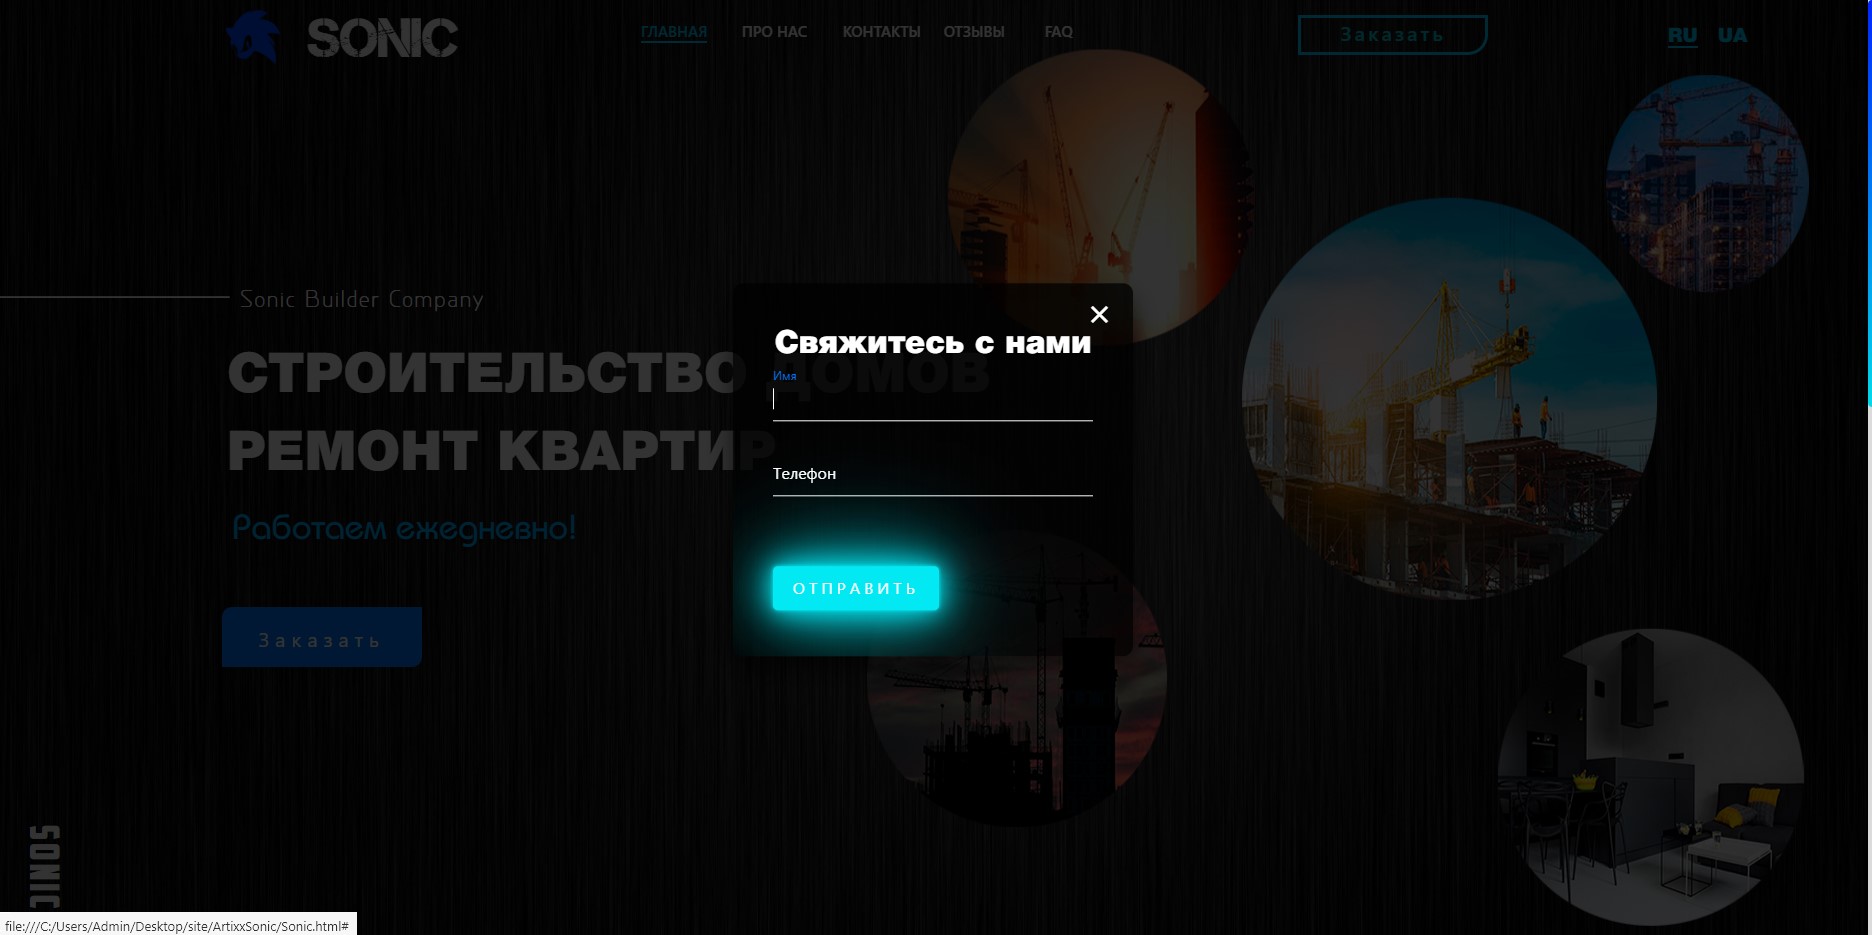 SONIC
ГЛАВНАЯ
ПРО НАС
КОНТАКТЫ
ОТЗЫВЫ
FAQ
Заказать
RU
UA
Sonic Builder Company
СТРОИТЕЛЬСТВО ДОМОВ
РЕМОНТ КВАРТИР
Работаем ежедневно!
Заказать
Свяжитесь с нами
Имя
Телефон
ОТПРАВИТЬ
SONIC
file:///C:/Users/Admin/Desktop/site/ArtixxSonic/Sonic.html#